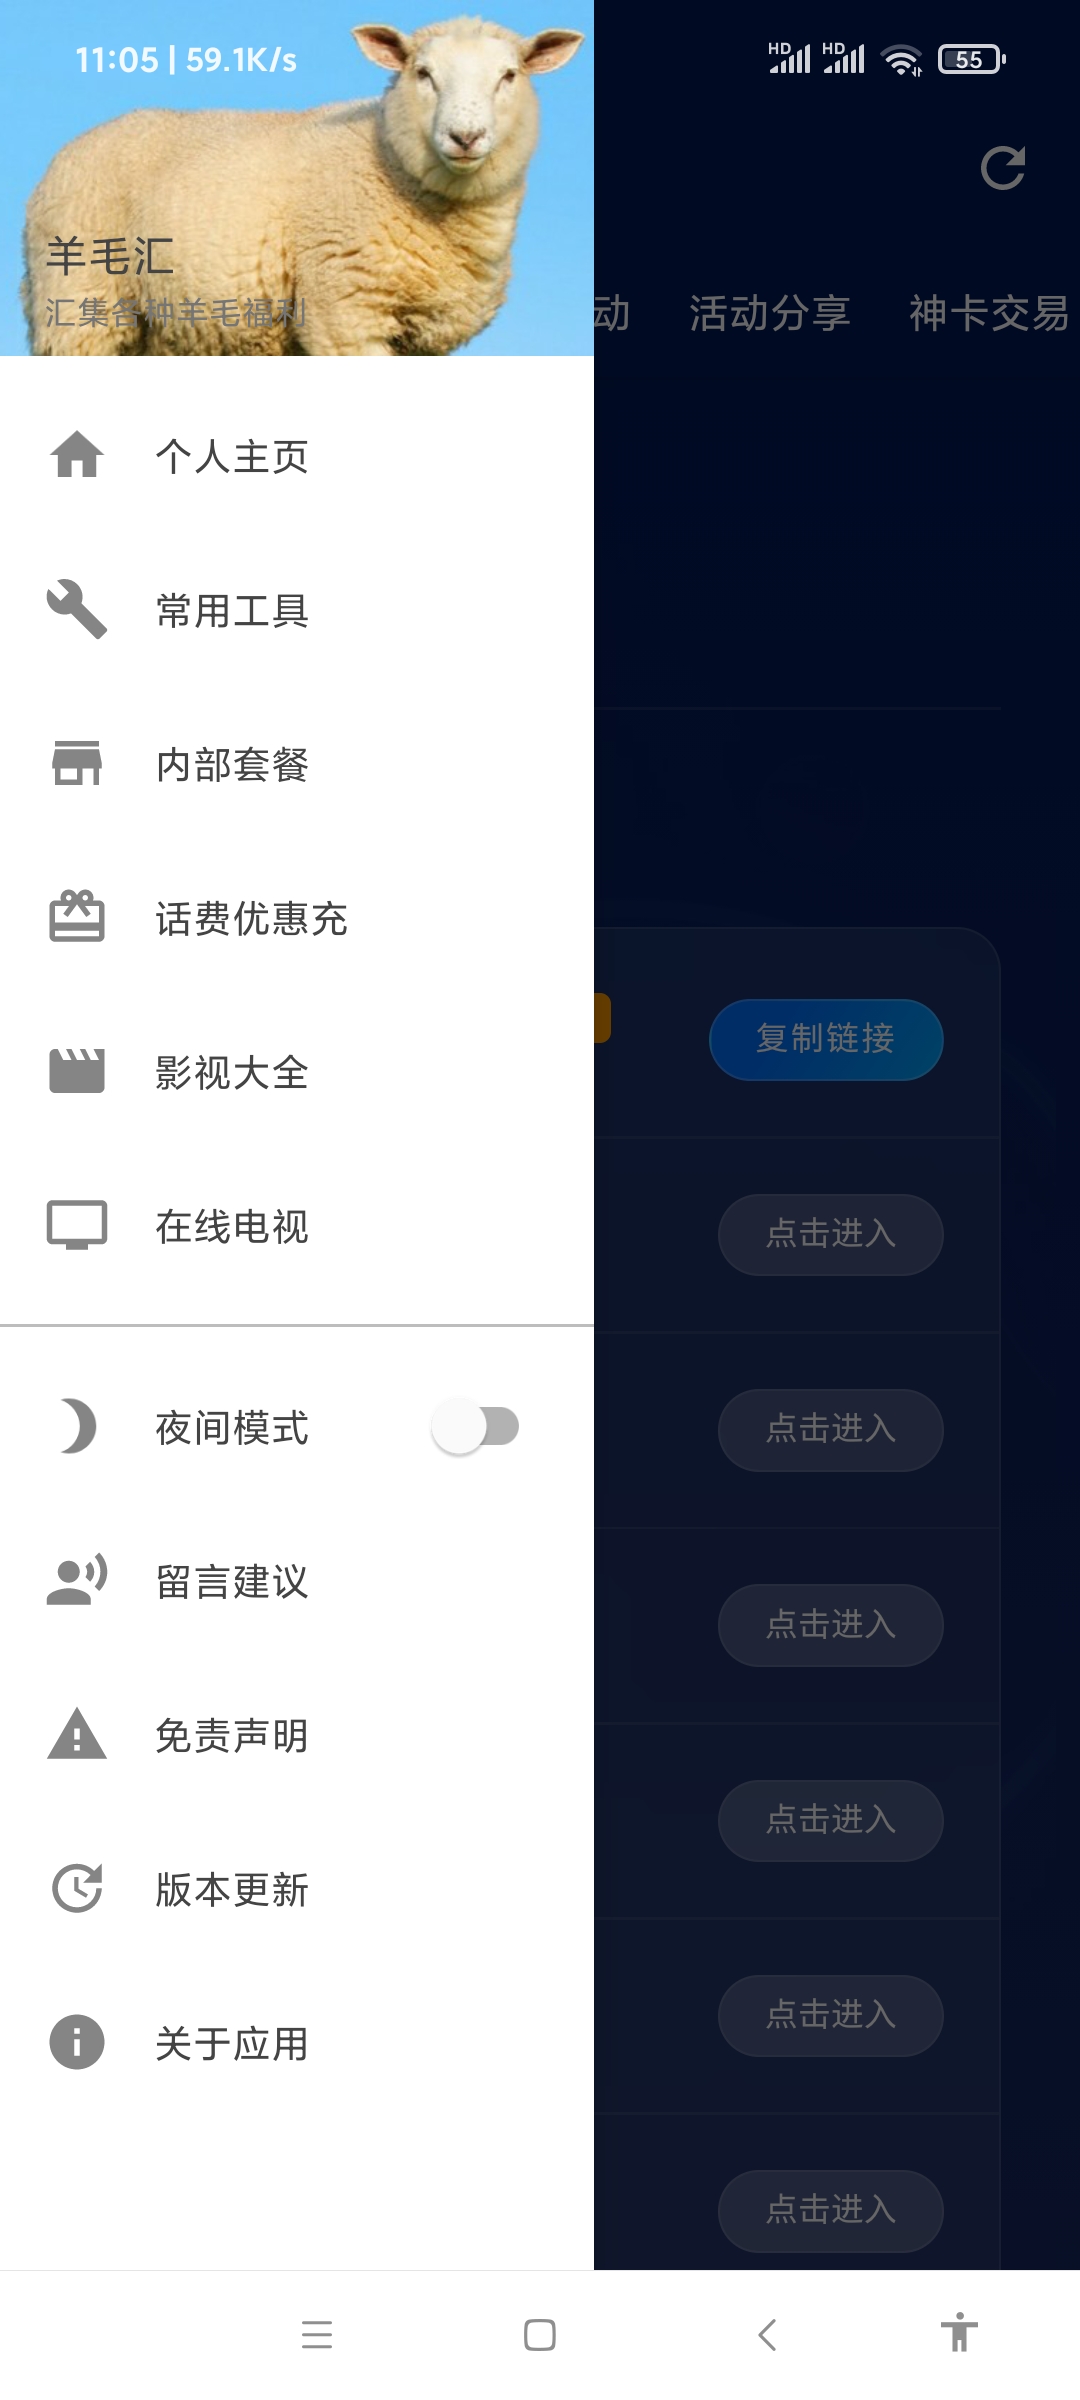 11:05 | 59.1K/s
HD HD 55
羊毛汇
汇集各种羊毛福利
动 活动分享 神卡交易
个人主页
常用工具
内部套餐
话费优惠充
影视大全
在线电视
夜间模式
留言建议
免责声明
版本更新
关于应用
复制链接
点击进入
点击进入
点击进入
点击进入
点击进入
点击进入